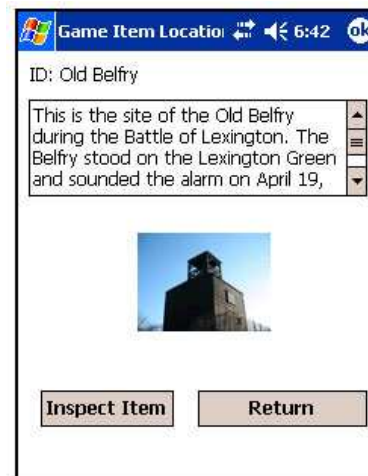 Game Item Locatio 6:42 ok
ID: Old Belfry
This is the site of the Old Belfry
during the Battle of Lexington. The
Belfry stood on the Lexington Green
and sounded the alarm on April 19,
Inspect Item Return